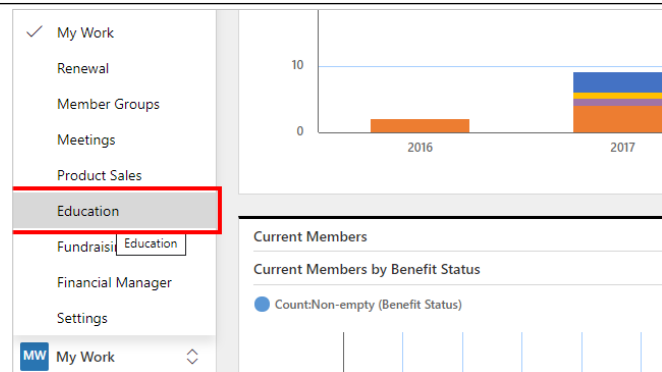 My Work
Renewal
Member Groups
Meetings
Product Sales
Education
Fundraisi
Education
Financial Manager
Settings
MW My Work
10
0
2016 2017
Current Members
Current Members by Benefit Status
Count:Non-empty (Benefit Status)